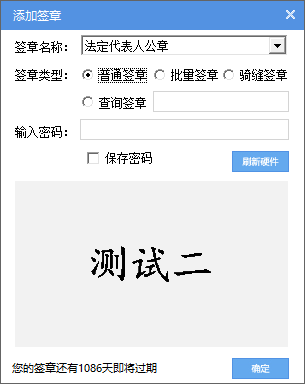 添加签章
签章名称： 法定代表人公章
签章类型： 普通签章 批量签章 骑缝签章
查询签章
输入密码：
保存密码
刷新硬件
测试二
您的签章还有1086天即将过期
确定